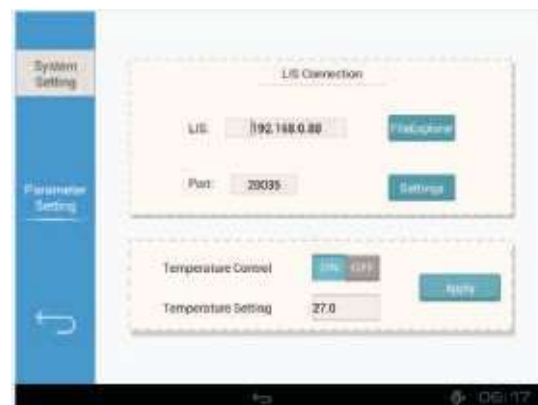 System
Setting
LIS Connection
LIS:
192.168.0.88
FileExplorer
Port:
20035
Settings
Parameter
Setting
Temperature Control
ON
OFF
Apply
Temperature Setting
27.0
06:17